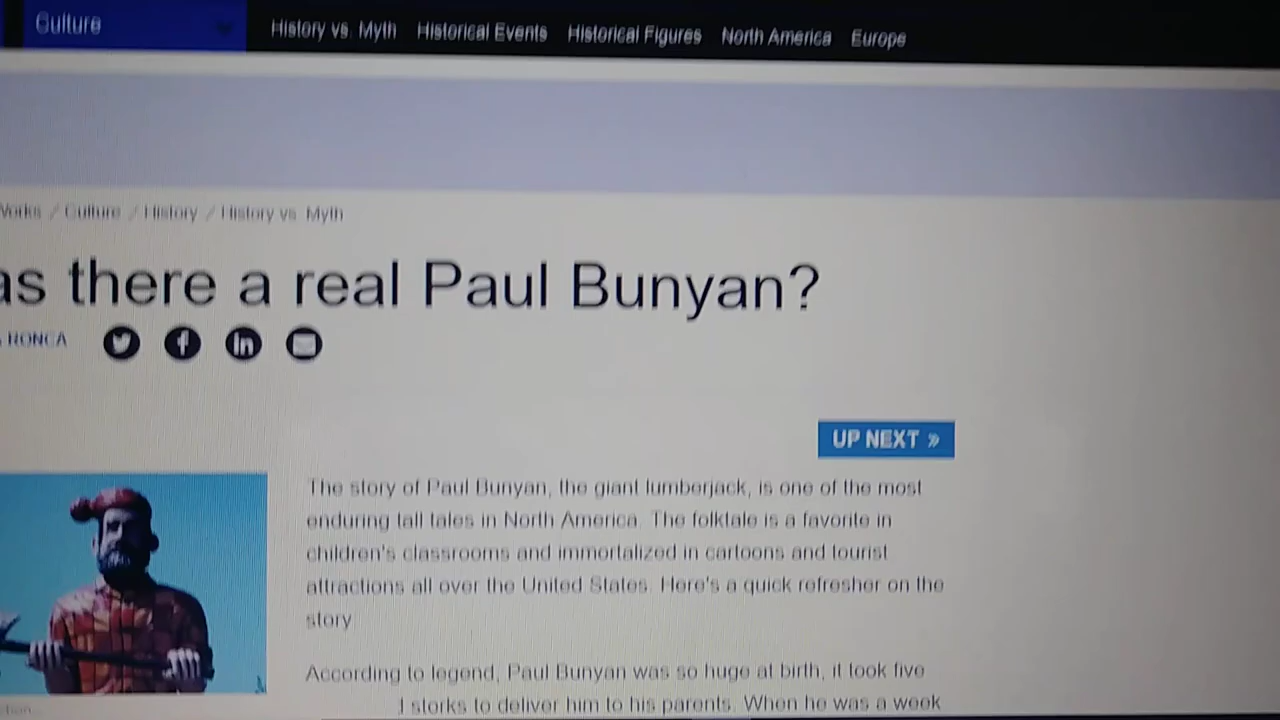 Culture
History vs. Myth Historical Events Historical Figures North America Europe
Works / Culture / History / History vs. Myth
as there a real Paul Bunyan?
RONCA
UP NEXT »
The story of Paul Bunyan, the giant lumberjack, is one of the most
enduring tall tales in North America. The folktale is a favorite in
children's classrooms and immortalized in cartoons and tourist
attractions all over the United States. Here's a quick refresher on the
story
According to legend, Paul Bunyan was so huge at birth, it took five
storks to deliver him to his parents. When he was a week